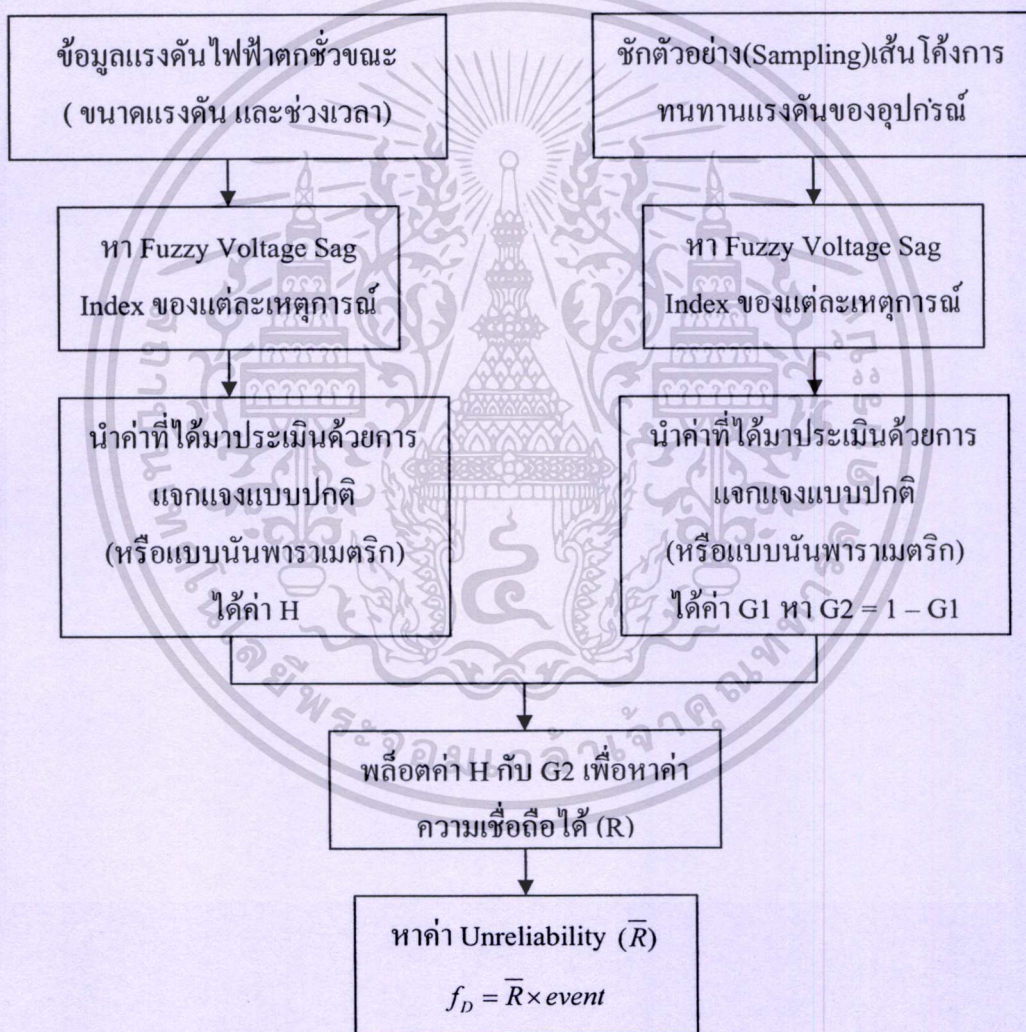 ข้อมูลแรงดันไฟฟ้าตกชั่วขณะ
( ขนาดแรงดัน และช่วงเวลา)
ชักตัวอย่าง(Sampling)เส้นโค้งการ
ทนทานแรงดันของอุปกรณ์
หา Fuzzy Voltage Sag
Index ของแต่ละเหตุการณ์
หา Fuzzy Voltage Sag
Index ของแต่ละเหตุการณ์
นำค่าที่ได้มาประเมินด้วยการ
แจกแจงแบบปกติ
(หรือแบบนันพาราเมตริก)
ได้ค่า H
นำค่าที่ได้มาประเมินด้วยการ
แจกแจงแบบปกติ
(หรือแบบนันพาราเมตริก)
ได้ค่า G1 หา G2 = 1 – G1
พล็อตค่า H กับ G2 เพื่อหาค่า
ความเชื่อถือได้ (R)
หาค่า Unreliability (R̅)
f_D = R̅ × event